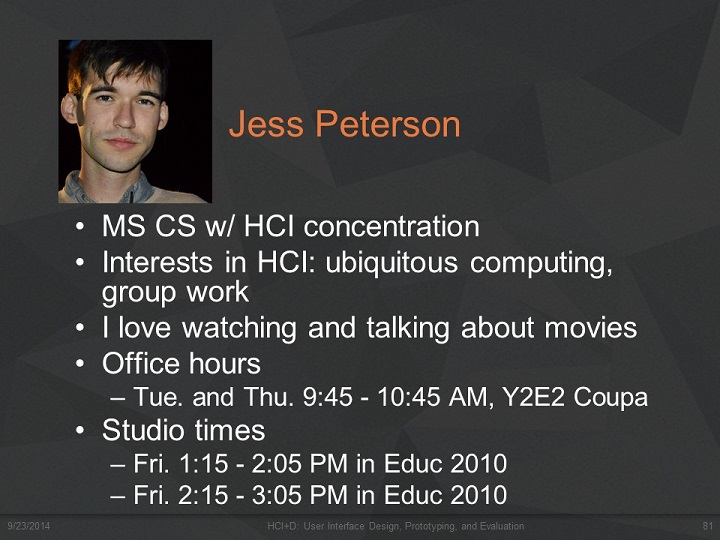 Jess Peterson
• MS CS w/ HCI concentration
• Interests in HCI: ubiquitous computing,
group work
• I love watching and talking about movies
• Office hours
– Tue. and Thu. 9:45 - 10:45 AM, Y2E2 Coupa
• Studio times
– Fri. 1:15 - 2:05 PM in Educ 2010
– Fri. 2:15 - 3:05 PM in Educ 2010
9/23/2014 HCI+D: User Interface Design, Prototyping, and Evaluation 81